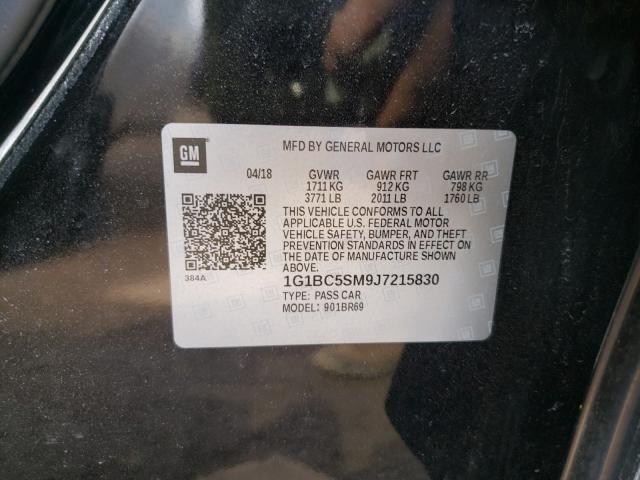 GM
MFD BY GENERAL MOTORS LLC
04/18 GVWR GAWR FRT GAWR RR
1711 KG 912 KG 798 KG
3771 LB 2011 LB 1760 LB
THIS VEHICLE CONFORMS TO ALL
APPLICABLE U.S. FEDERAL MOTOR
VEHICLE SAFETY, BUMPER, AND THEFT
PREVENTION STANDARDS IN EFFECT ON
THE DATE OF MANUFACTURE SHOWN
ABOVE.
384A
1G1BC5SM9J7215830
TYPE: PASS CAR
MODEL: 901BR69